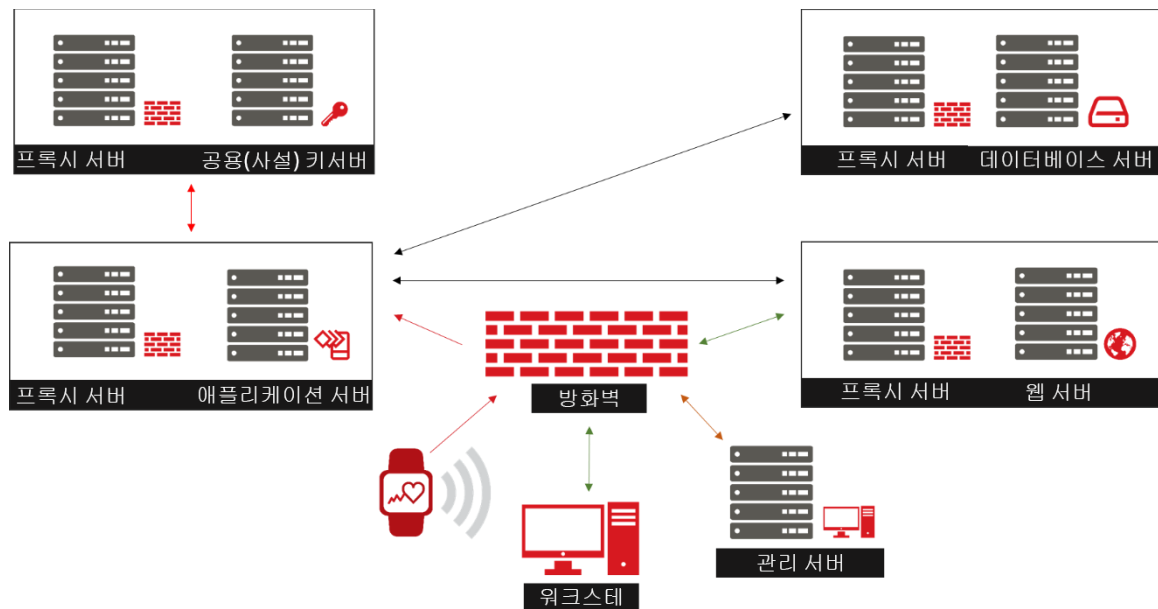 프록시 서버
공용(사설) 키서버
프록시 서버
데이터베이스 서버
프록시 서버
애플리케이션 서버
프록시 서버
웹 서버
방화벽
관리 서버
워크스테